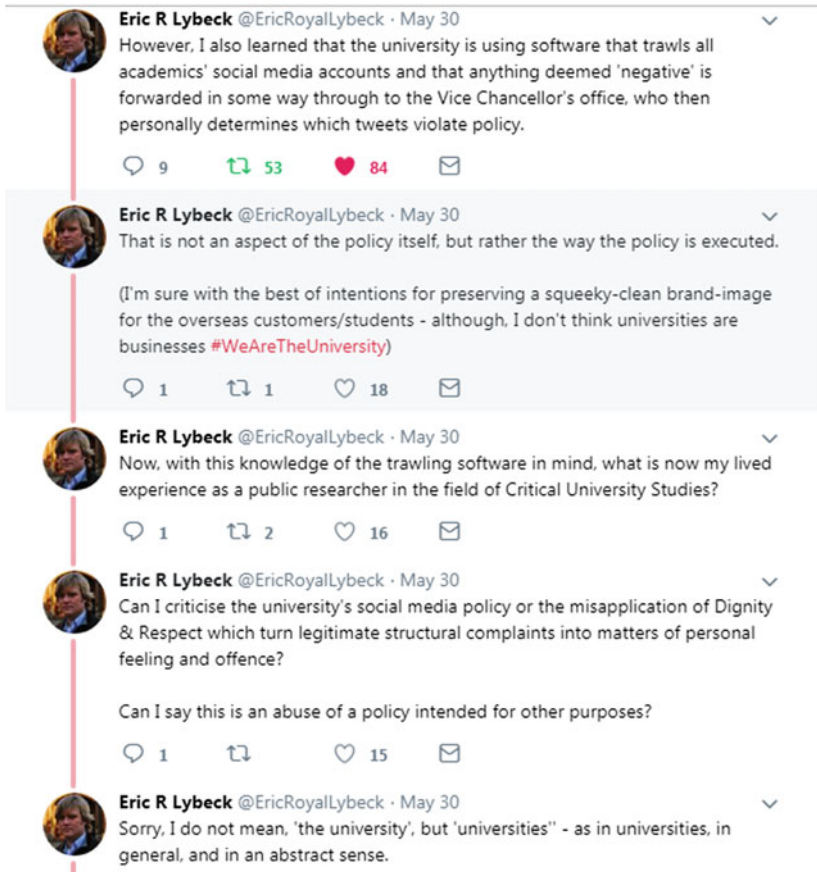 Eric R Lybeck @EricRoyalLybeck · May 30
However, I also learned that the university is using software that trawls all
academics' social media accounts and that anything deemed 'negative' is
forwarded in some way through to the Vice Chancellor's office, who then
personally determines which tweets violate policy.
9 53 84
Eric R Lybeck @EricRoyalLybeck · May 30
That is not an aspect of the policy itself, but rather the way the policy is executed.
(I'm sure with the best of intentions for preserving a squeeky-clean brand-image
for the overseas customers/students - although, I don't think universities are
businesses #WeAreTheUniversity)
1 1 18
Eric R Lybeck @EricRoyalLybeck · May 30
Now, with this knowledge of the trawling software in mind, what is now my lived
experience as a public researcher in the field of Critical University Studies?
1 2 16
Eric R Lybeck @EricRoyalLybeck · May 30
Can I criticise the university's social media policy or the misapplication of Dignity
& Respect which turn legitimate structural complaints into matters of personal
feeling and offence?
Can I say this is an abuse of a policy intended for other purposes?
1 15
Eric R Lybeck @EricRoyalLybeck · May 30
Sorry, I do not mean, 'the university', but 'universities'' - as in universities, in
general, and in an abstract sense.